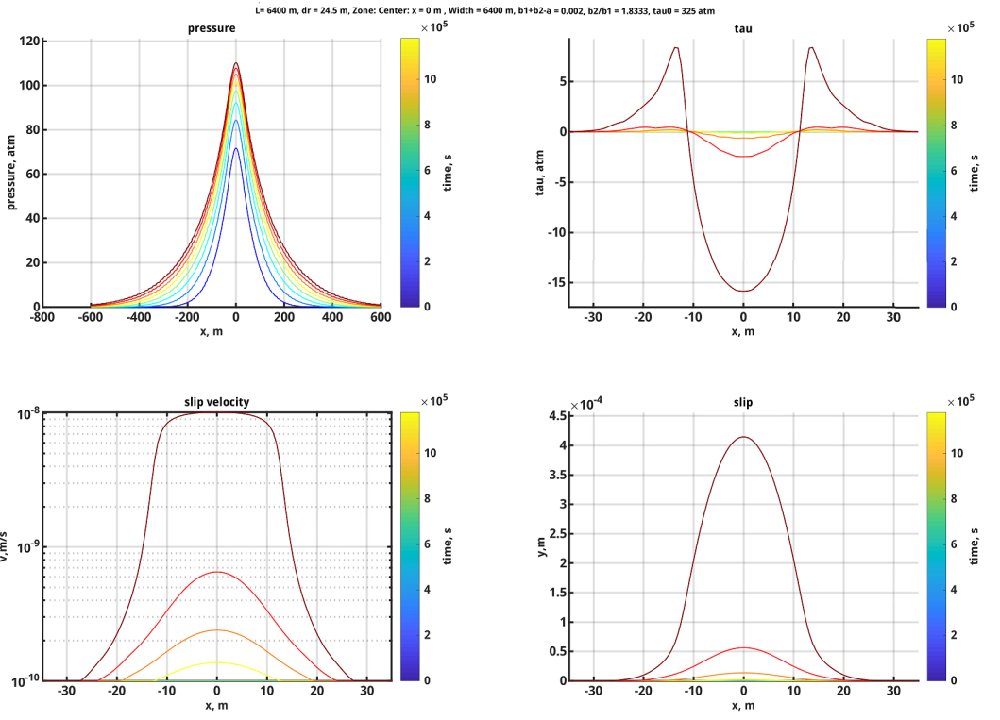 L= 6400 m, dr = 24.5 m, Zone: Center: x = 0 m , Width = 6400 m, b1+b2-a = 0.002, b2/b1 = 1.8333, tau0 = 325 atm
pressure
×10^5
120
100
80
60
40
20
0
-800 -600 -400 -200 0 200 400 600
x, m
pressure, atm
10
8
6
4
2
0
time, s
tau
×10^5
5
0
-5
-10
-15
-30 -20 -10 0 10 20 30
x, m
tau, atm
10
8
6
4
2
0
time, s
slip velocity
×10^5
10^-8
10^-9
10^-10
-30 -20 -10 0 10 20 30
x, m
v,m/s
10
8
6
4
2
0
time, s
slip
×10^-4
×10^5
4.5
4
3.5
3
2.5
2
1.5
1
0.5
0
-30 -20 -10 0 10 20 30
x, m
y,m
10
8
6
4
2
0
time, s